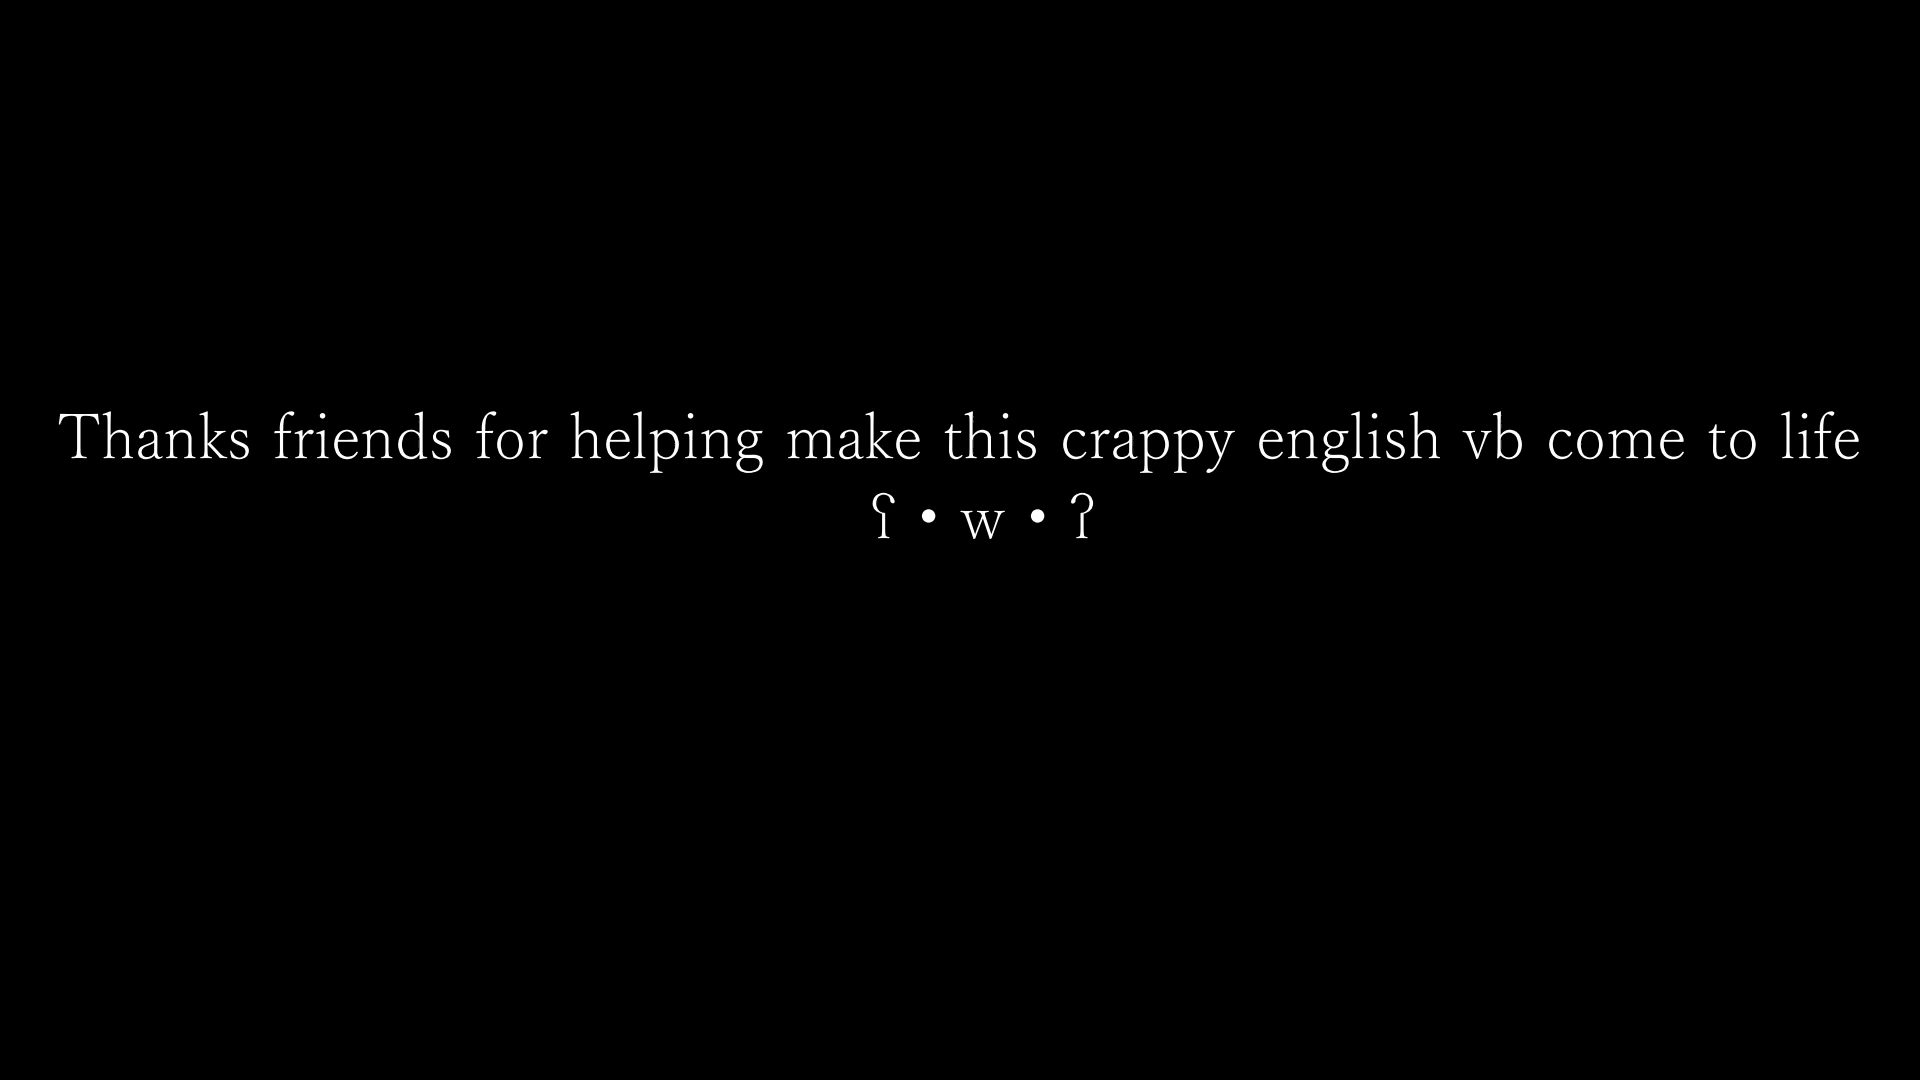 Thanks friends for helping make this crappy english vb come to life
ʕ・w・ʔ